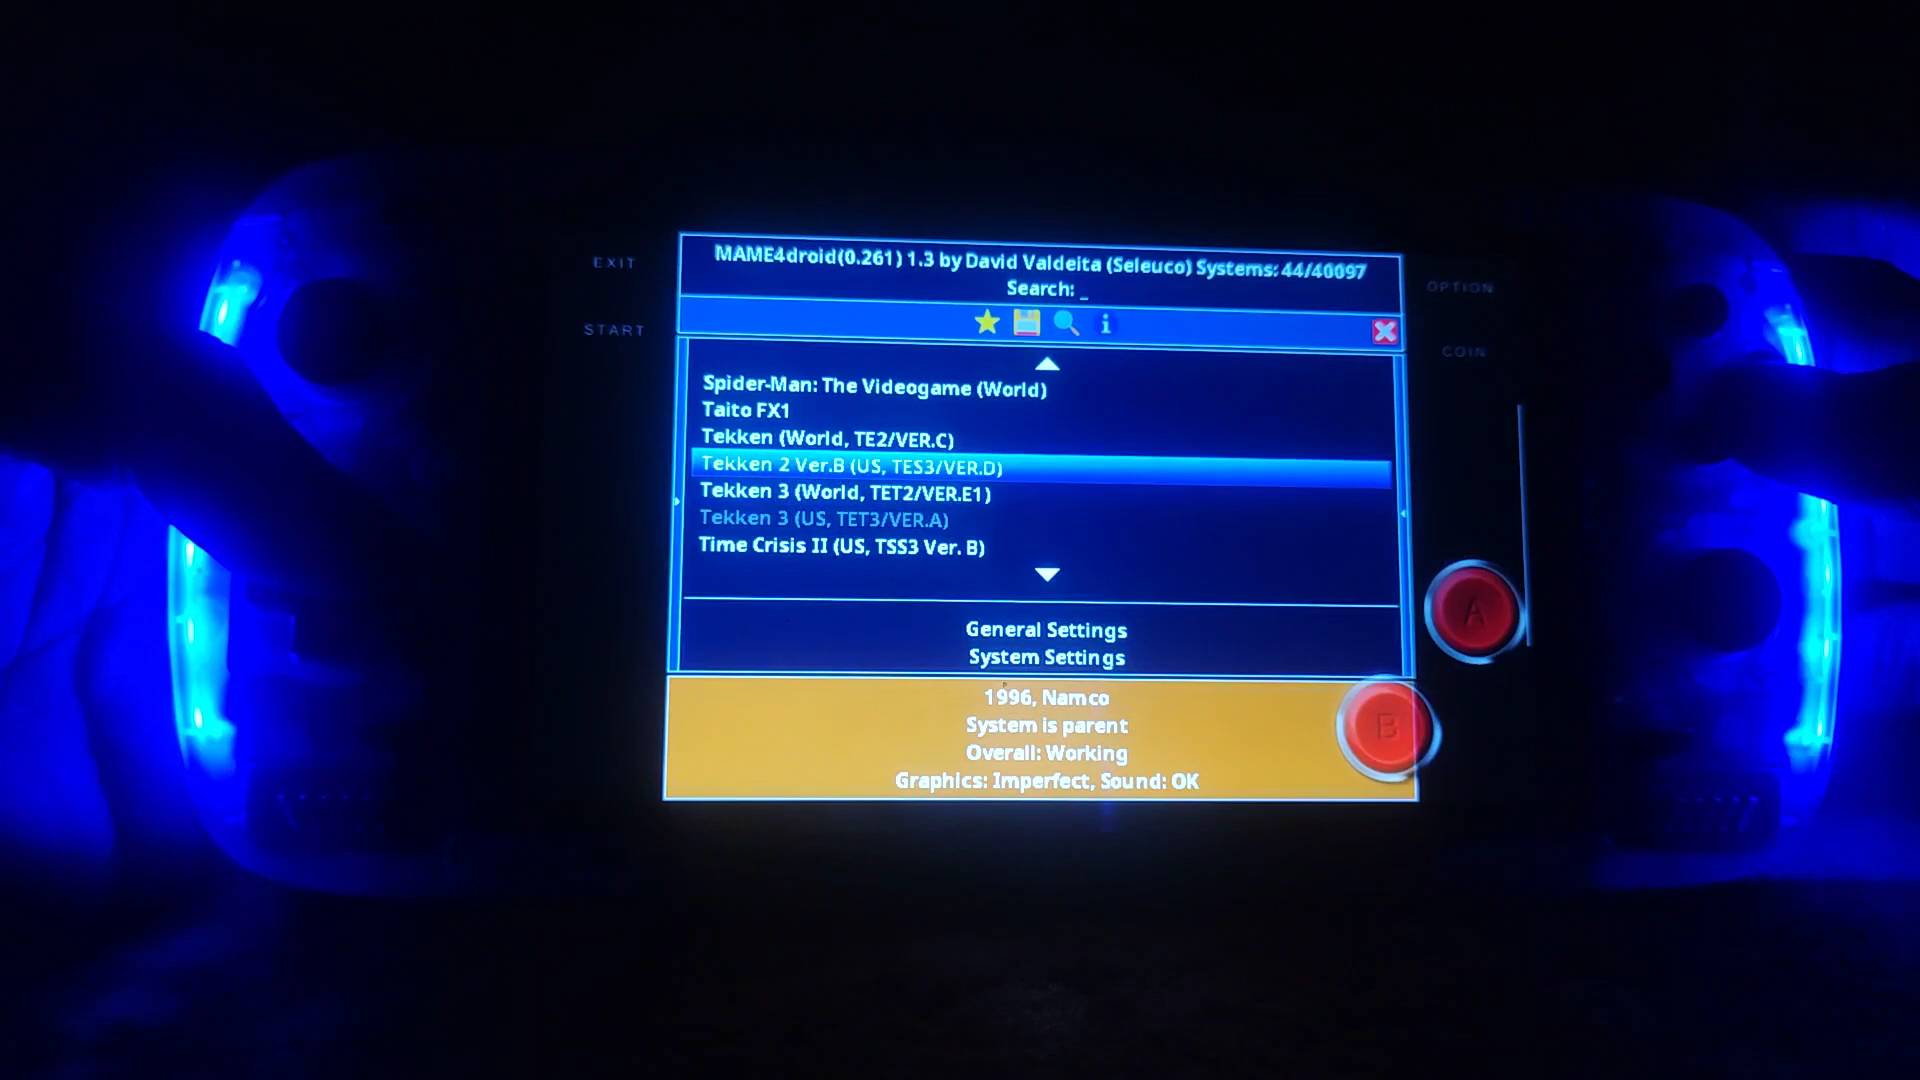 MAME4droid(0.261) 1.3 by David Valdeita (Seleuco) Systems: 44/40097
Search: _
EXIT
OPTION
START
COIN
Spider-Man: The Videogame (World)
Taito FX1
Tekken (World, TE2/VER.C)
Tekken 2 Ver.B (US, TES3/VER.D)
Tekken 3 (World, TET2/VER.E1)
Tekken 3 (US, TET3/VER.A)
Time Crisis II (US, TSS3 Ver. B)
A
General Settings
System Settings
1996, Namco
System is parent
B
Overall: Working
Graphics: Imperfect, Sound: OK